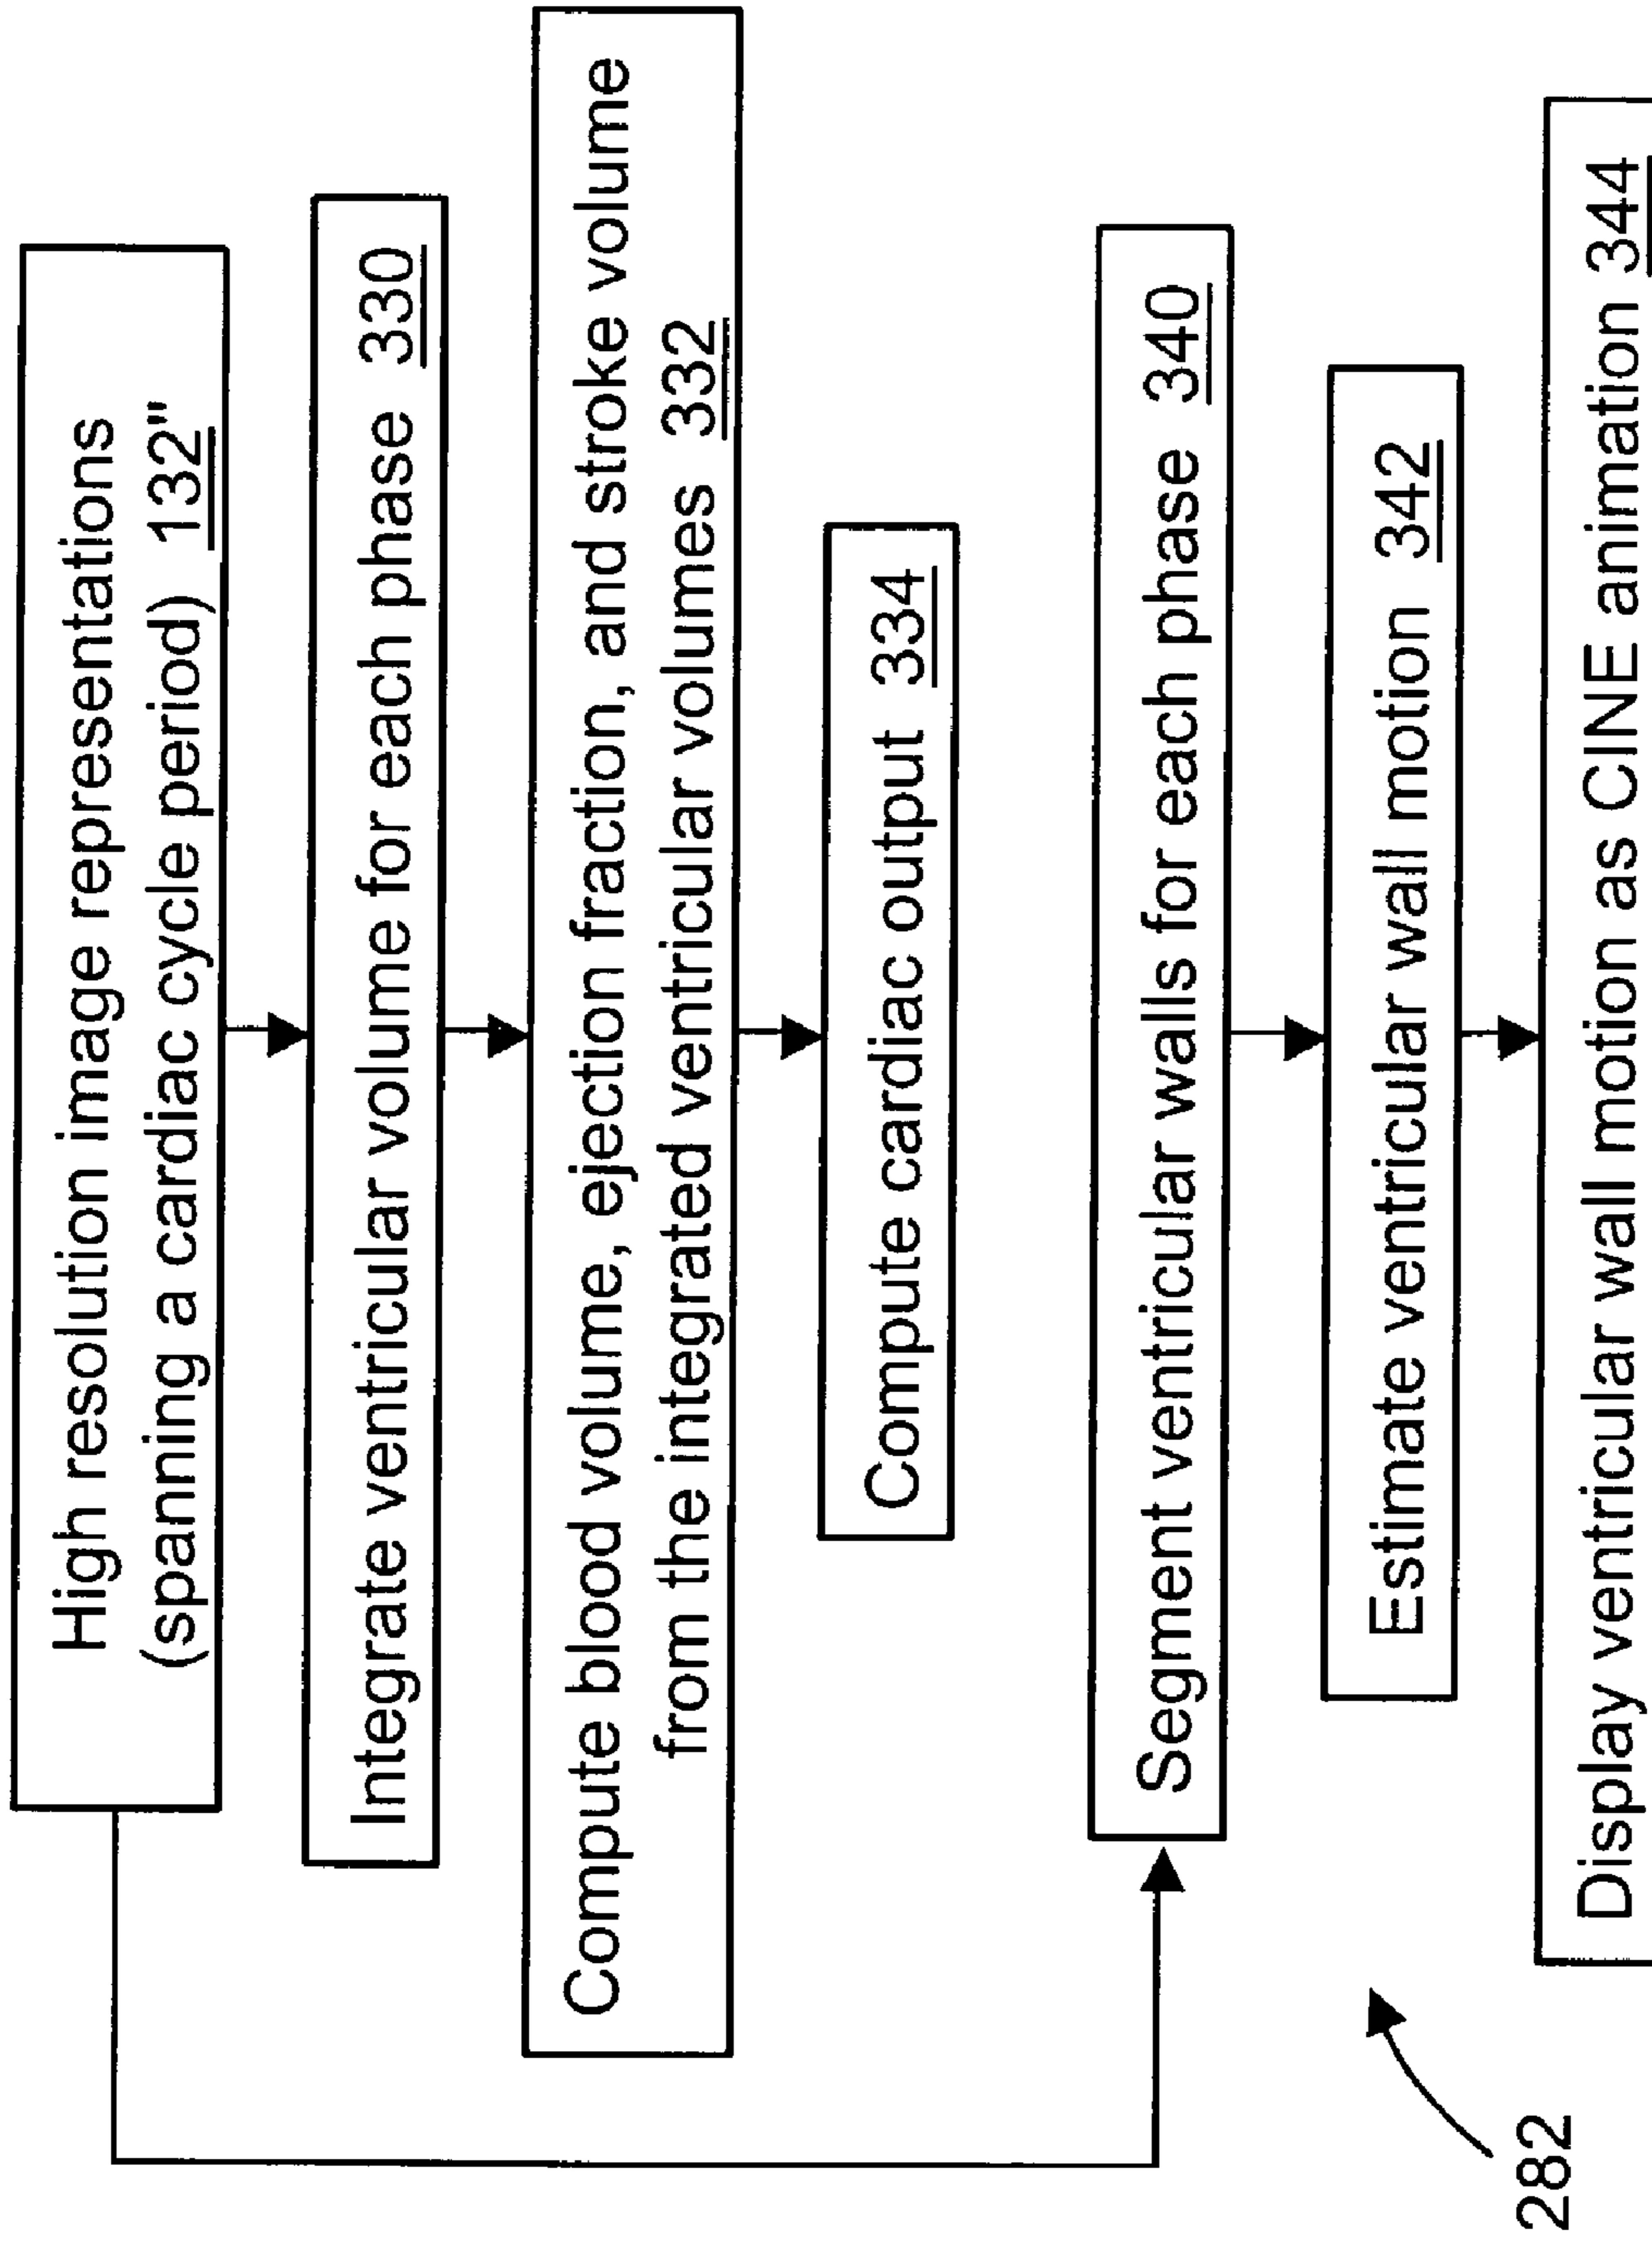 High resolution image representations
(spanning a cardiac cycle period) 132"
Integrate ventricular volume for each phase 330
Compute blood volume, ejection fraction, and stroke volume
from the integrated ventricular volumes 332
Compute cardiac output 334
Segment ventricular walls for each phase 340
Estimate ventricular wall motion 342
Display ventricular wall motion as CINE animation 344
282